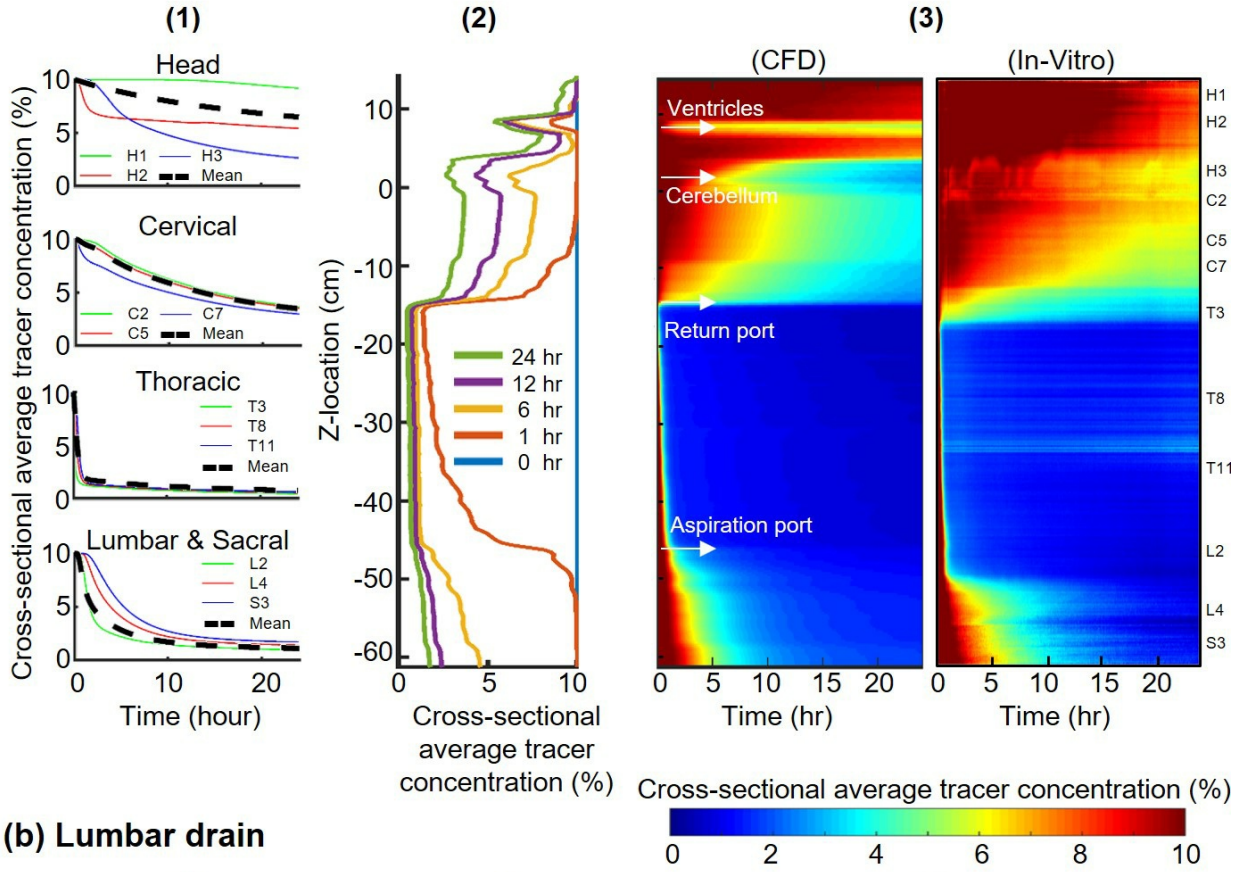 (1)
(2)
(3)
Cross-sectional average tracer concentration (%)
Head
10
5
0
H1 H3
H2 Mean
Cervical
10
5
0
C2 C7
C5 Mean
Thoracic
10
5
0
T3
T8
T11
Mean
Lumbar & Sacral
10
5
0
L2
L4
S3
Mean
0 10 20
Time (hour)
Z-location (cm)
10
0
-10
-20
-30
-40
-50
-60
24 hr
12 hr
6 hr
1 hr
0 hr
0 5 10
Cross-sectional
average tracer
concentration (%)
(CFD)
Ventricles
Cerebellum
Return port
Aspiration port
0 5 10 15 20
Time (hr)
(In-Vitro)
H1
H2
H3
C2
C5
C7
T3
T8
T11
L2
L4
S3
0 5 10 15 20
Time (hr)
Cross-sectional average tracer concentration (%)
0 2 4 6 8 10
(b) Lumbar drain